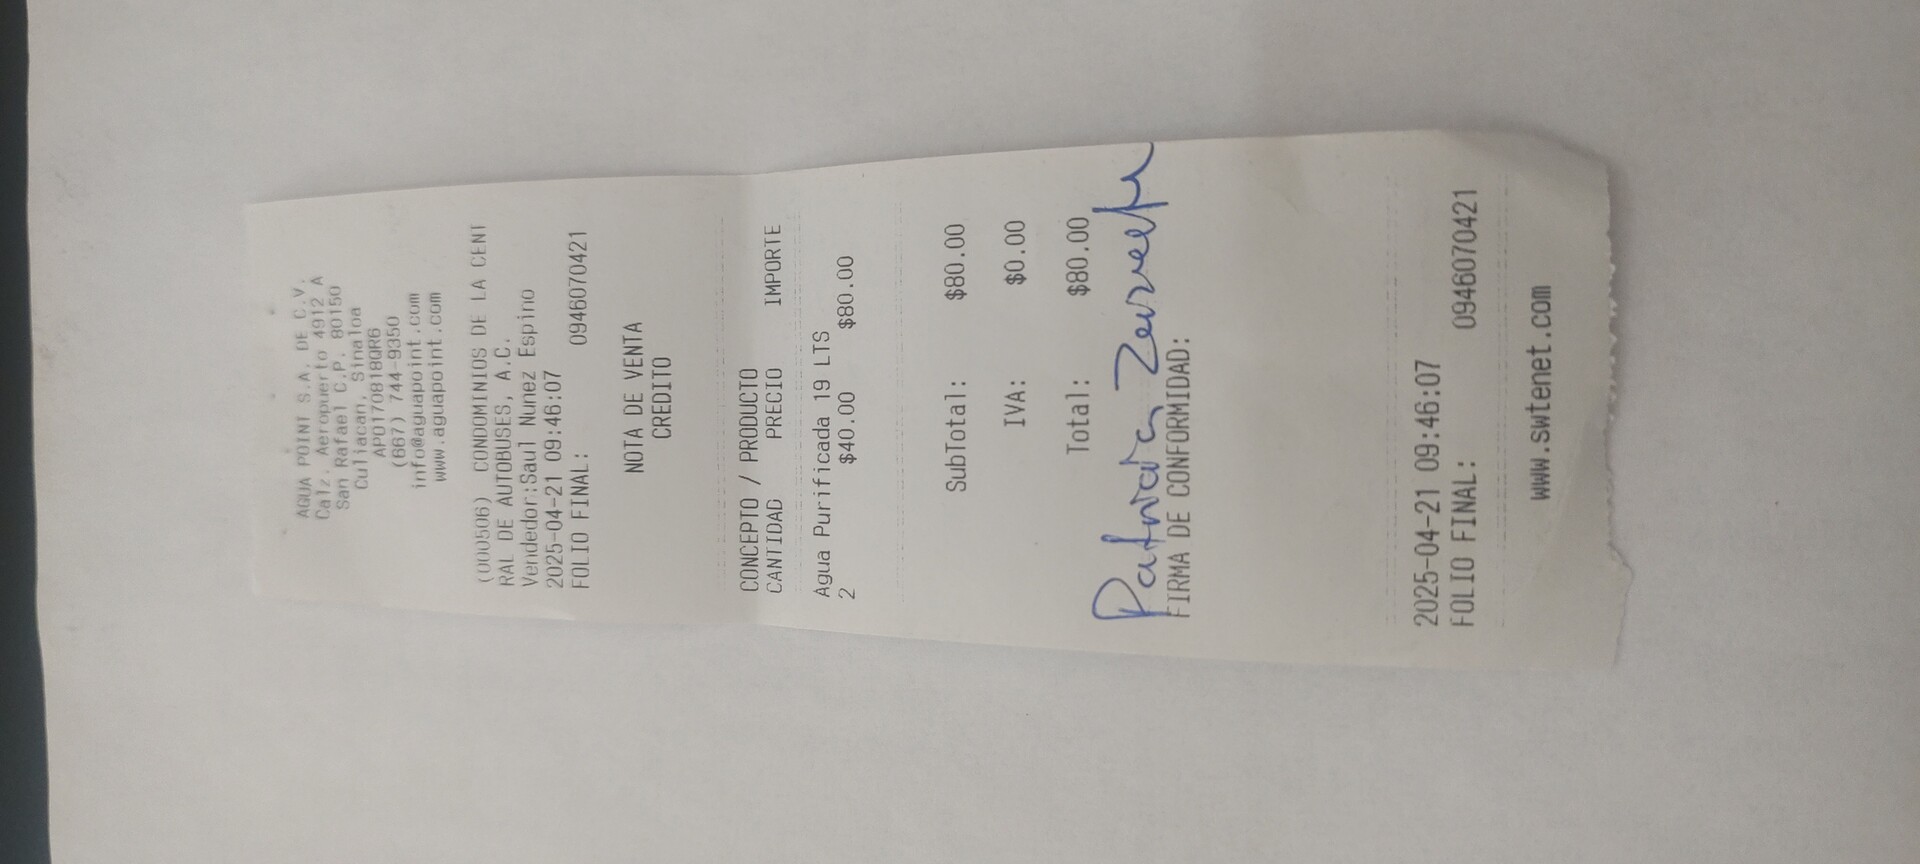 AGUA POINT S.A. DE C.V.
Calz. Aeropuerto 4912 A
San Rafael C.P. 80150
Culiacan, Sinaloa
APO170818QR6
(667) 744-9350
info@aguapoint.com
www.aguapoint.com
(000506) CONDOMINIOS DE LA CENT
RAL DE AUTOBUSES, A.C.
Vendedor:Saul Nunez Espino
2025-04-21 09:46:07
FOLIO FINAL: 0946070421
NOTA DE VENTA
CREDITO
CONCEPTO / PRODUCTO
CANTIDAD PRECIO IMPORTE
Agua Purificada 19 LTS
2 $40.00 $80.00
SubTotal: $80.00
IVA: $0.00
Total: $80.00
Patricia
FIRMA DE CONFORMIDAD:
2025-04-21 09:46:07
FOLIO FINAL: 0946070421
www.swtenet.com